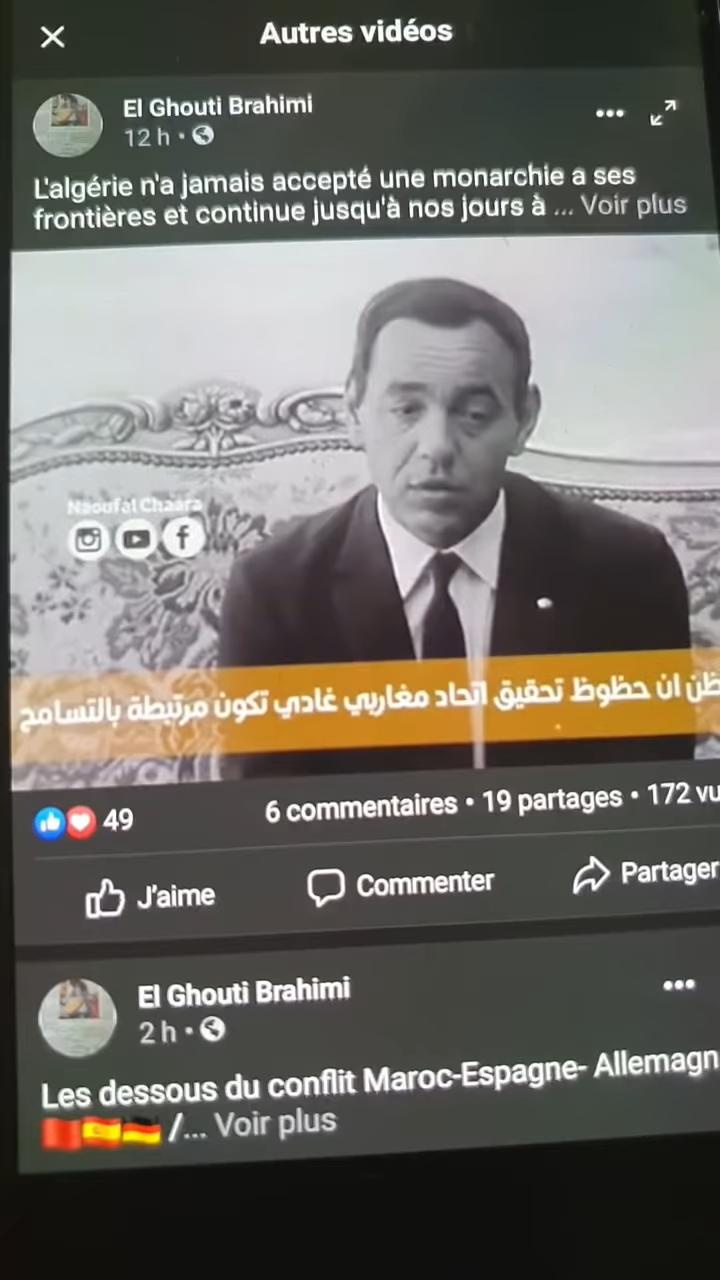 Autres vidéos
El Ghouti Brahimi
12 h
L'algérie n'a jamais accepté une monarchie a ses
frontières et continue jusqu'à nos jours à ... Voir plus
Naoufal Chaara
ظن ان حظوظ تحقيق اتحاد مغاربي غادي تكون مرتبطة بالتسامح
49
6 commentaires • 19 partages • 172 vu
J'aime
Commenter
Partager
El Ghouti Brahimi
2 h
Les dessous du conflit Maroc-Espagne- Allemagn
/... Voir plus